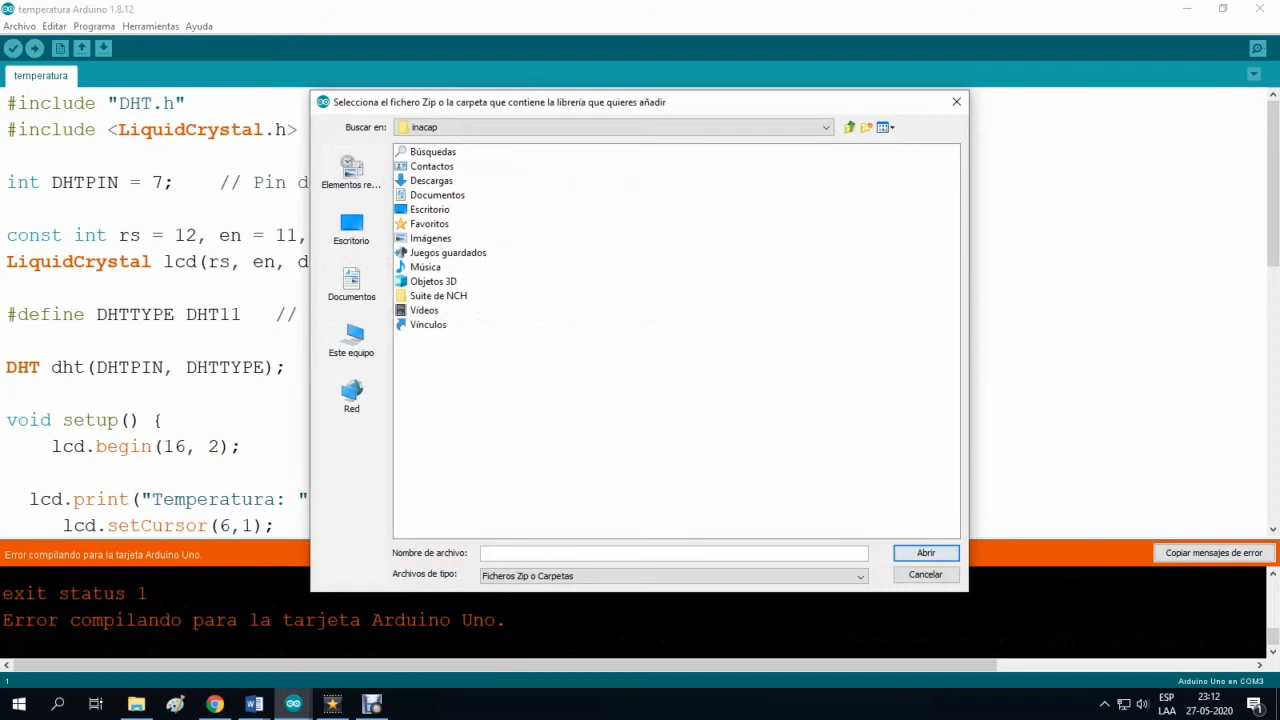 temperatura Arduino 1.8.12
Archivo Editar Programa Herramientas Ayuda
temperatura
#include "DHT.h"
#include <LiquidCrystal.h>
int DHTPIN = 7; // Pin d
const int rs = 12, en = 11,
LiquidCrystal lcd(rs, en, d
#define DHTTYPE DHT11 //
DHT dht(DHTPIN, DHTTYPE);
void setup() {
lcd.begin(16, 2);
lcd.print("Temperatura: "
lcd.setCursor(6,1);
Selecciona el fichero Zip o la carpeta que contiene la librería que quieres añadir
Buscar en: inacap
Elementos re...
Escritorio
Documentos
Este equipo
Red
Búsquedas
Contactos
Descargas
Documentos
Escritorio
Favoritos
Imágenes
Juegos guardados
Música
Objetos 3D
Suite de NCH
Vídeos
Vínculos
Nombre de archivo:
Abrir
Archivos de tipo: Ficheros Zip o Carpetas
Cancelar
Error compilando para la tarjeta Arduino Uno.
Copiar mensajes de error
exit status 1
Error compilando para la tarjeta Arduino Uno.
1
Arduino Uno en COM3
ESP
LAA
23:12
27-05-2020
1